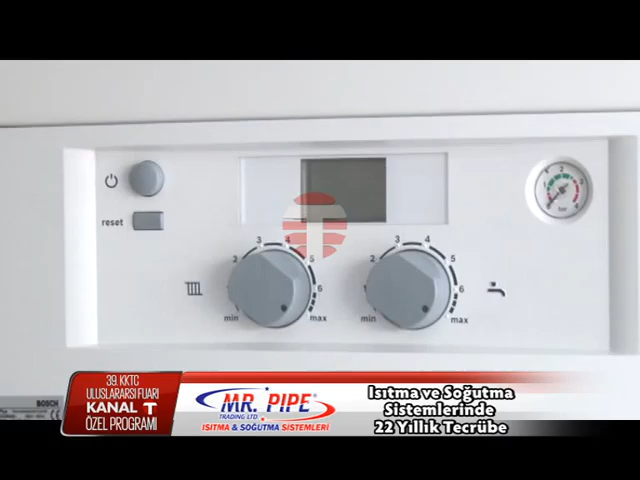 reset
bar
3 4
2 5
6
min max
3 4
2 5
6
min max
BOSCH
39. KKTC
ULUSLARARSI FUARI
KANAL T
ÖZEL PROGRAMI
MR. PIPE®
TRADING LTD.
ISITMA & SOĞUTMA SİSTEMLERİ
Isıtma ve Soğutma
Sistemlerinde
22 Yıllık Tecrübe